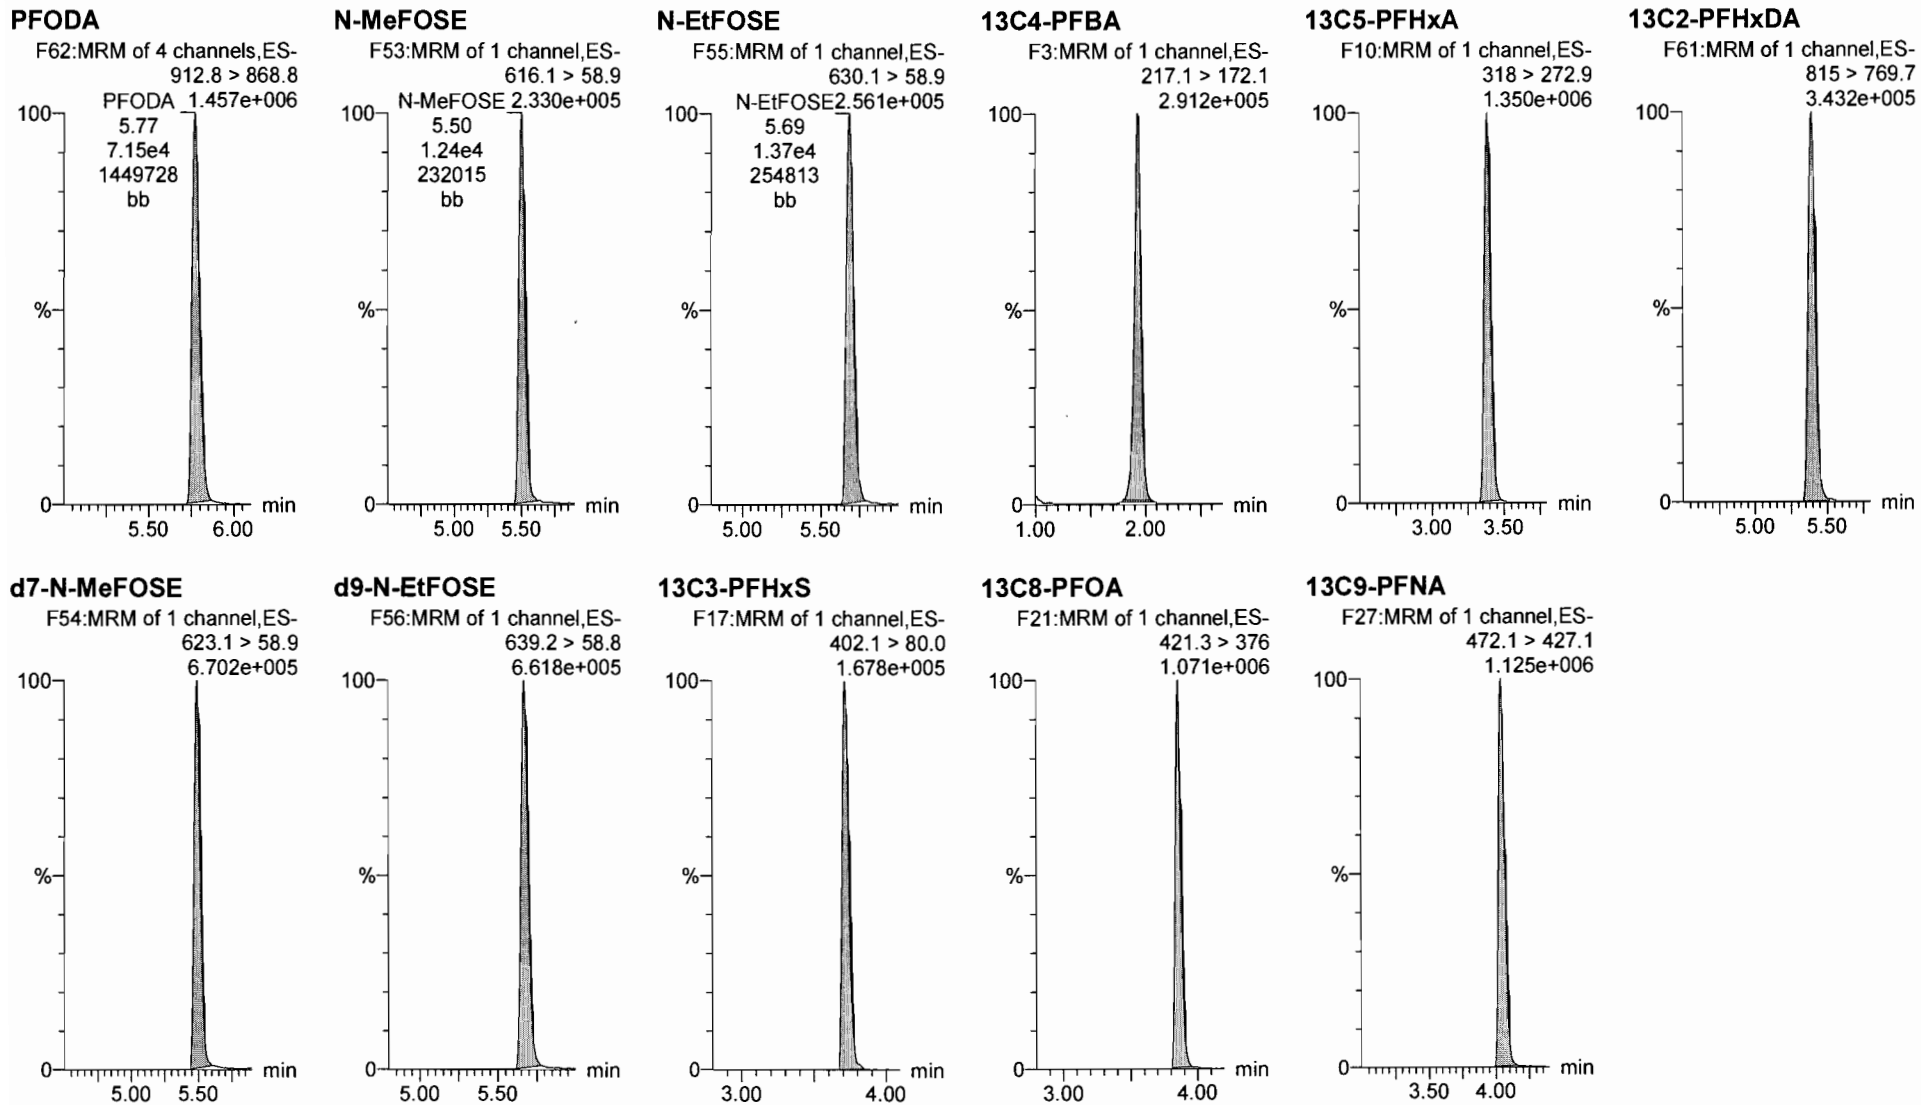 PFODA
F62:MRM of 4 channels,ES-
912.8 > 868.8
PFODA 1.457e+006
100
5.77
7.15e4
1449728
bb
%
0
min
5.50 6.00
N-MeFOSE
F53:MRM of 1 channel,ES-
616.1 > 58.9
N-MeFOSE 2.330e+005
100
5.50
1.24e4
232015
bb
%
0
min
5.00 5.50
N-EtFOSE
F55:MRM of 1 channel,ES-
630.1 > 58.9
N-EtFOSE2.561e+005
100
5.69
1.37e4
254813
bb
%
0
min
5.00 5.50
13C4-PFBA
F3:MRM of 1 channel,ES-
217.1 > 172.1
2.912e+005
100
%
0
min
1.00 2.00
13C5-PFHxA
F10:MRM of 1 channel,ES-
318 > 272.9
1.350e+006
100
%
0
min
3.00 3.50
13C2-PFHxDA
F61:MRM of 1 channel,ES-
815 > 769.7
3.432e+005
100
%
0
min
5.00 5.50
d7-N-MeFOSE
F54:MRM of 1 channel,ES-
623.1 > 58.9
6.702e+005
100
%
0
min
5.00 5.50
d9-N-EtFOSE
F56:MRM of 1 channel,ES-
639.2 > 58.8
6.618e+005
100
%
0
min
5.00 5.50
13C3-PFHxS
F17:MRM of 1 channel,ES-
402.1 > 80.0
1.678e+005
100
%
0
min
3.00 4.00
13C8-PFOA
F21:MRM of 1 channel,ES-
421.3 > 376
1.071e+006
100
%
0
min
3.00 4.00
13C9-PFNA
F27:MRM of 1 channel,ES-
472.1 > 427.1
1.125e+006
100
%
0
min
3.50 4.00